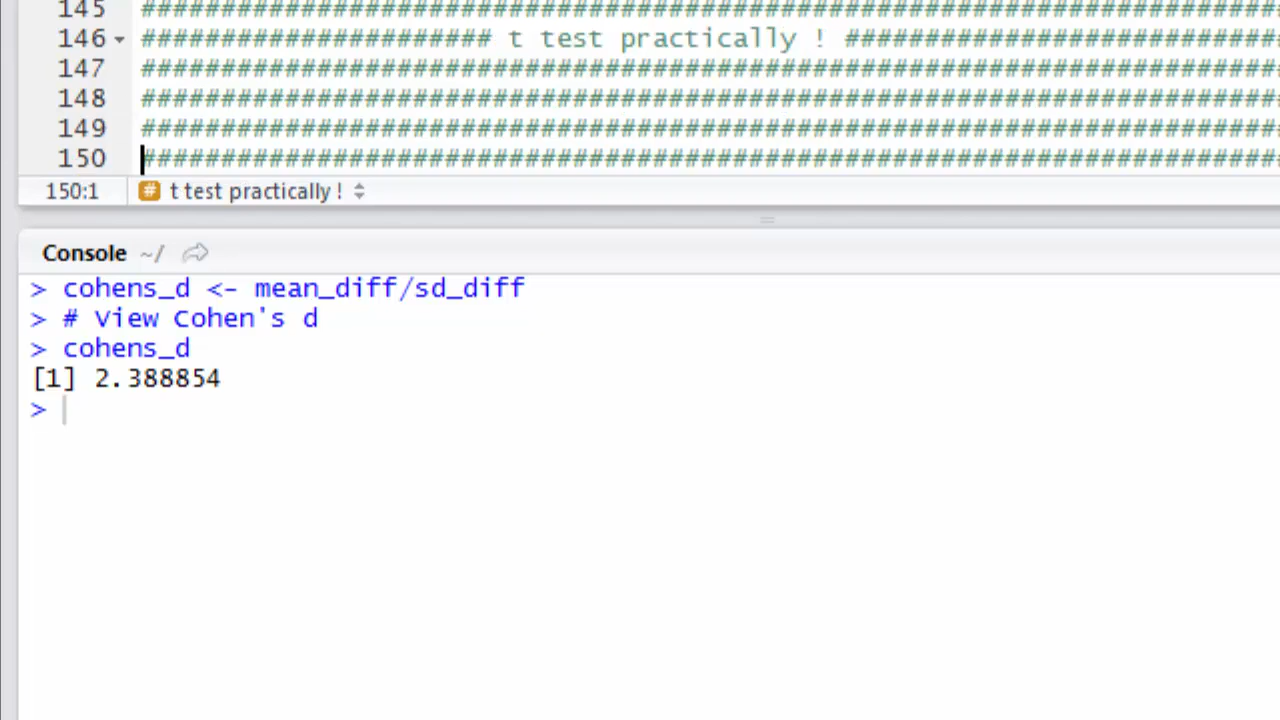 145 ########################################################################
146 ###################### t test practically ! ############################
147 ########################################################################
148 ########################################################################
149 ########################################################################
150 ########################################################################
150:1 # t test practically !
Console ~/
> cohens_d <- mean_diff/sd_diff
> # View Cohen's d
> cohens_d
[1] 2.388854
>